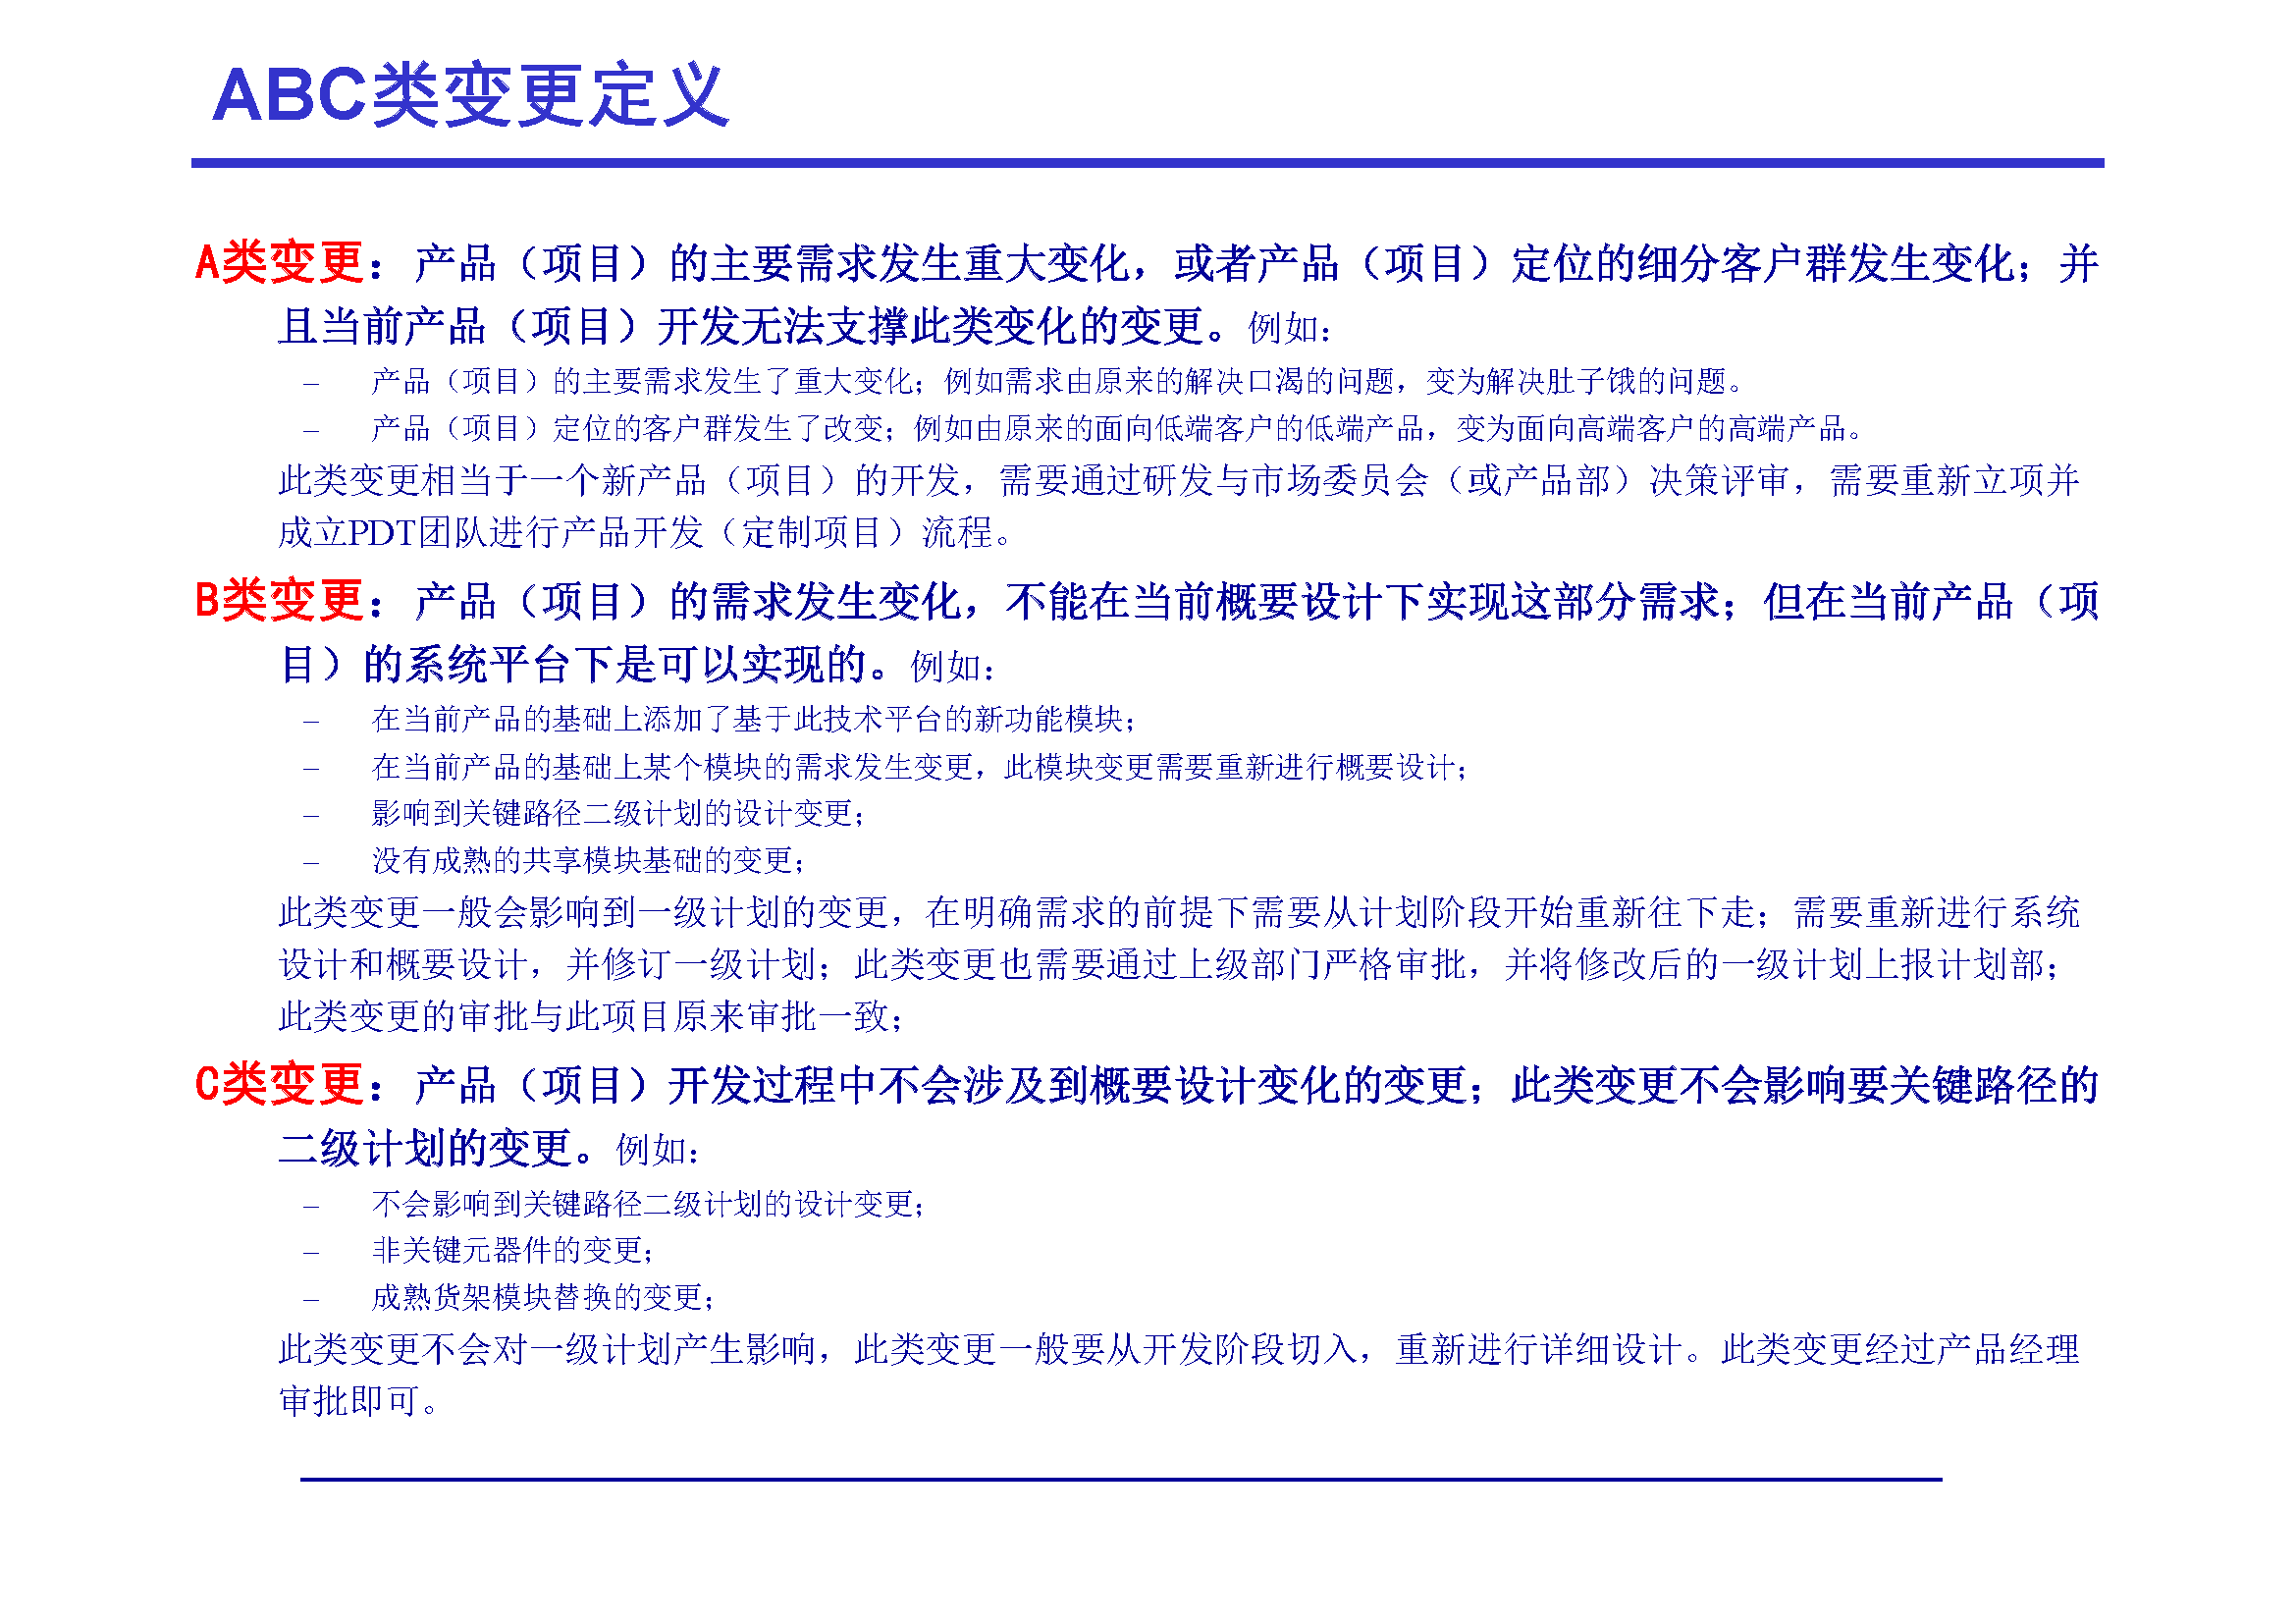 ABC类变更定义
A类变更：产品（项目）的主要需求发生重大变化，或者产品（项目）定位的细分客户群发生变化；并
且当前产品（项目）开发无法支撑此类变化的变更。例如：
– 产品（项目）的主要需求发生了重大变化；例如需求由原来的解决口渴的问题，变为解决肚子饿的问题。
– 产品（项目）定位的客户群发生了改变；例如由原来的面向低端客户的低端产品，变为面向高端客户的高端产品。
此类变更相当于一个新产品（项目）的开发，需要通过研发与市场委员会（或产品部）决策评审，需要重新立项并
成立PDT团队进行产品开发（定制项目）流程。
B类变更：产品（项目）的需求发生变化，不能在当前概要设计下实现这部分需求；但在当前产品（项
目）的系统平台下是可以实现的。例如：
– 在当前产品的基础上添加了基于此技术平台的新功能模块；
– 在当前产品的基础上某个模块的需求发生变更，此模块变更需要重新进行概要设计；
– 影响到关键路径二级计划的设计变更；
– 没有成熟的共享模块基础的变更；
此类变更一般会影响到一级计划的变更，在明确需求的前提下需要从计划阶段开始重新往下走；需要重新进行系统
设计和概要设计，并修订一级计划；此类变更也需要通过上级部门严格审批，并将修改后的一级计划上报计划部；
此类变更的审批与此项目原来审批一致；
C类变更：产品（项目）开发过程中不会涉及到概要设计变化的变更；此类变更不会影响要关键路径的
二级计划的变更。例如：
– 不会影响到关键路径二级计划的设计变更；
– 非关键元器件的变更；
– 成熟货架模块替换的变更；
此类变更不会对一级计划产生影响，此类变更一般要从开发阶段切入，重新进行详细设计。此类变更经过产品经理
审批即可。